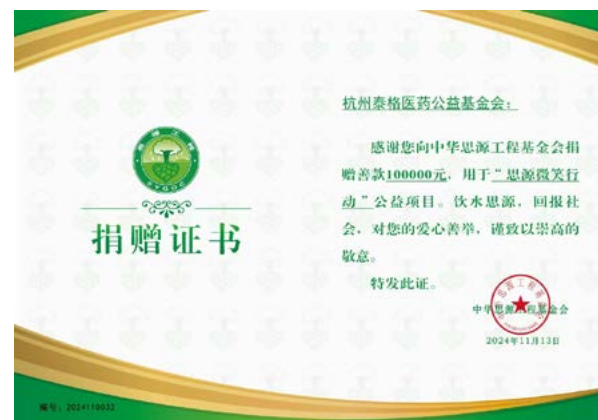 思源工程
SYGOC
捐赠证书
杭州泰格医药公益基金会：
感谢您向中华思源工程基金会捐
赠善款100000元，用于“思源微笑行
动”公益项目。饮水思源，回报社
会，对您的爱心善举，谨致以崇高的
敬意。
特发此证。
中华思源工程基金会
2024年11月13日
编号：2024110032